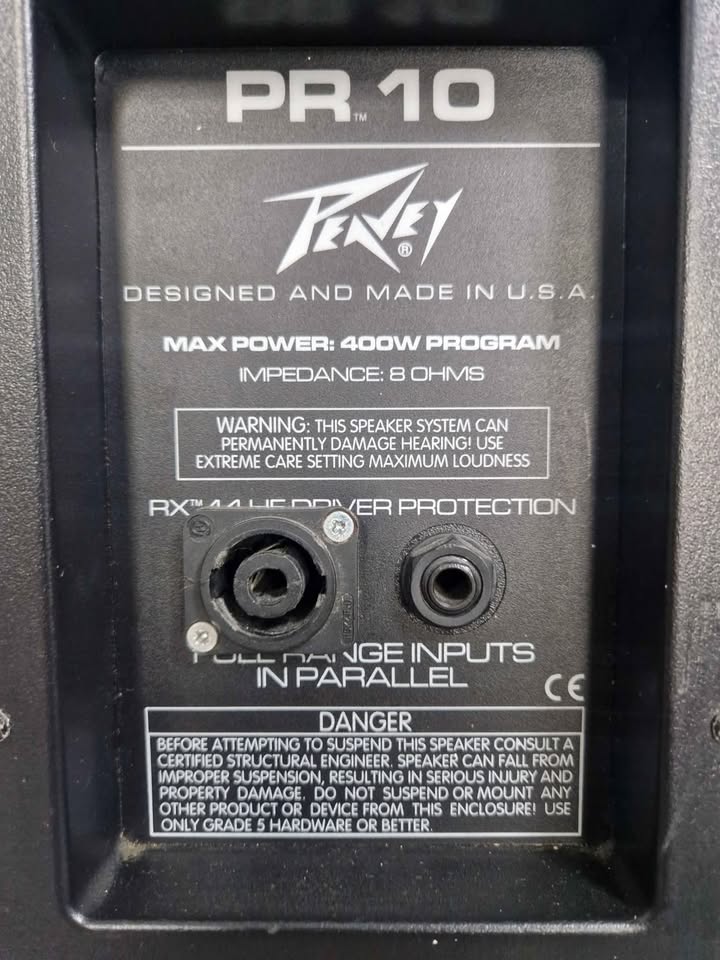 PR™ 10
PEAVEY®
DESIGNED AND MADE IN U.S.A.
MAX POWER: 400W PROGRAM
IMPEDANCE: 8 OHMS
WARNING: THIS SPEAKER SYSTEM CAN
PERMANENTLY DAMAGE HEARING! USE
EXTREME CARE SETTING MAXIMUM LOUDNESS
RX™ 44 HF DRIVER PROTECTION
FULL RANGE INPUTS
IN PARALLEL
CE
DANGER
BEFORE ATTEMPTING TO SUSPEND THIS SPEAKER CONSULT A
CERTIFIED STRUCTURAL ENGINEER. SPEAKER CAN FALL FROM
IMPROPER SUSPENSION, RESULTING IN SERIOUS INJURY AND
PROPERTY DAMAGE. DO NOT SUSPEND OR MOUNT ANY
OTHER PRODUCT OR DEVICE FROM THIS ENCLOSURE! USE
ONLY GRADE 5 HARDWARE OR BETTER.